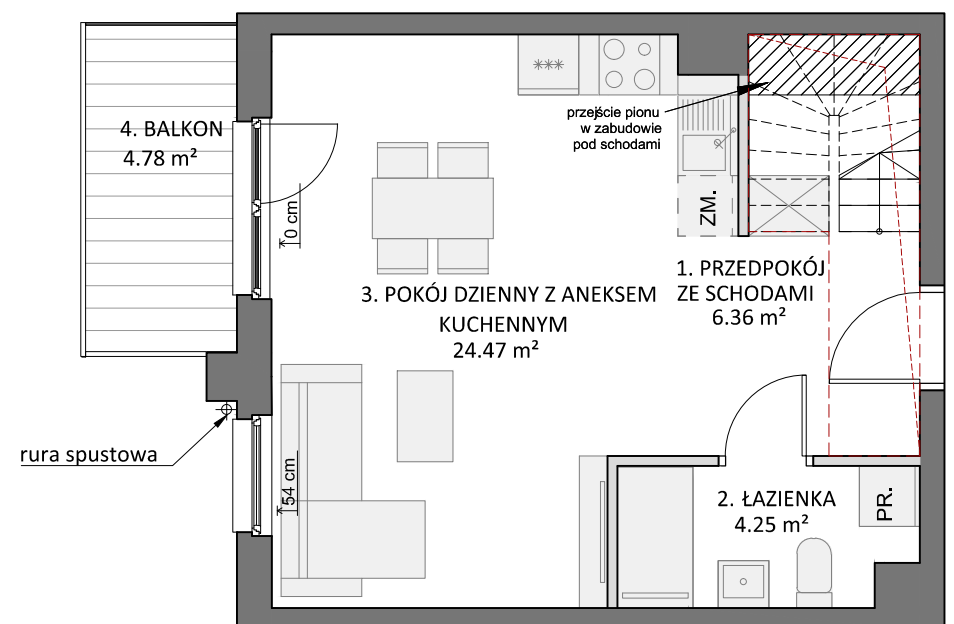 ***
przejście pionu
w zabudowie
pod schodami
4. BALKON
4.78 m²
ZM.
0 cm
1. PRZEDPOKÓJ
ZE SCHODAMI
6.36 m²
3. POKÓJ DZIENNY Z ANEKSEM
KUCHENNYM
24.47 m²
rura spustowa
54 cm
2. ŁAZIENKA
4.25 m²
PR.